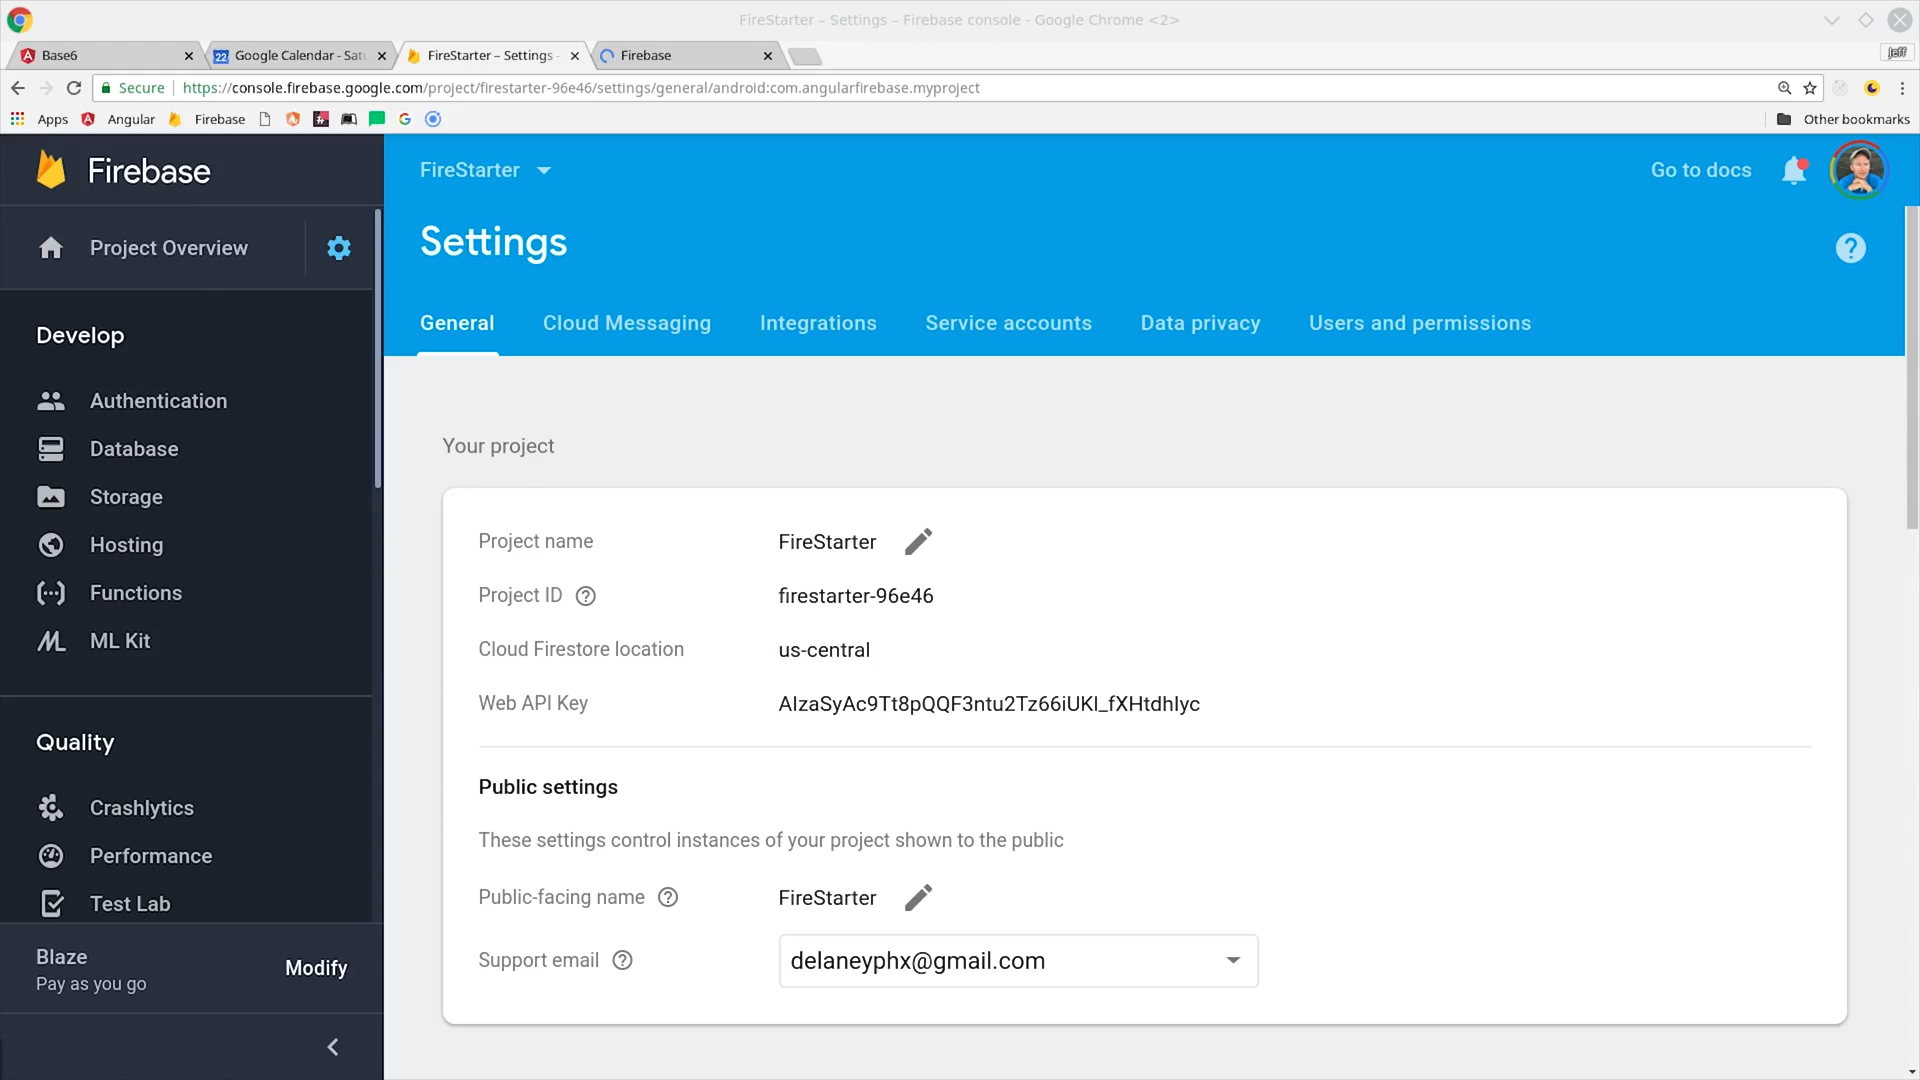 FireStarter – Settings – Firebase console - Google Chrome <2>
Base6
Google Calendar - Sat
FireStarter – Settings -
Firebase
Jeff
Secure
https://console.firebase.google.com/project/firestarter-96e46/settings/general/android:com.angularfirebase.myproject
Apps
Angular
Firebase
Other bookmarks
Firebase
FireStarter
Go to docs
Project Overview
Settings
General
Cloud Messaging
Integrations
Service accounts
Data privacy
Users and permissions
Develop
Authentication
Database
Storage
Hosting
Functions
ML Kit
Quality
Crashlytics
Performance
Test Lab
Blaze
Pay as you go
Modify
Your project
Project name
FireStarter
Project ID
firestarter-96e46
Cloud Firestore location
us-central
Web API Key
AIzaSyAc9Tt8pQQF3ntu2Tz66iUKl_fXHtdhIyc
Public settings
These settings control instances of your project shown to the public
Public-facing name
FireStarter
Support email
delaneyphx@gmail.com